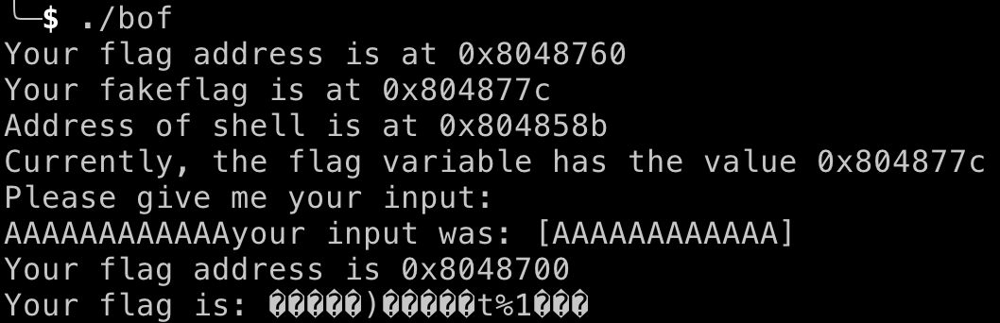 └─$ ./bof
Your flag address is at 0x8048760
Your fakeflag is at 0x804877c
Address of shell is at 0x804858b
Currently, the flag variable has the value 0x804877c
Please give me your input:
AAAAAAAAAAAAyour input was: [AAAAAAAAAAAA]
Your flag address is 0x8048700
Your flag is: �����)�����t%1���